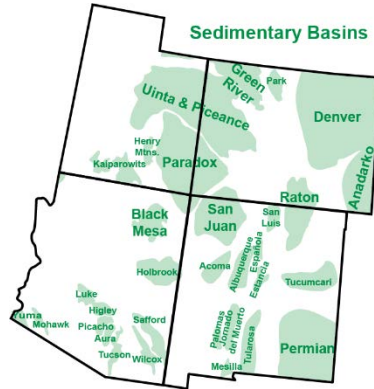 Sedimentary Basins
Green
River
Park
Uinta & Piceance
Denver
Henry
Mtns.
Kaiparowits
Paradox
Anadarko
Raton
Black
Mesa
San
Juan
San
Luis
Albuquerque
Española
Estancia
Acoma
Holbrook
Tucumcari
Luke
Higley
Yuma
Mohawk
Picacho
Aura
Safford
Tucson
Wilcox
Palomas
Jornado
del Muerto
Tularosa
Mesilla
Permian